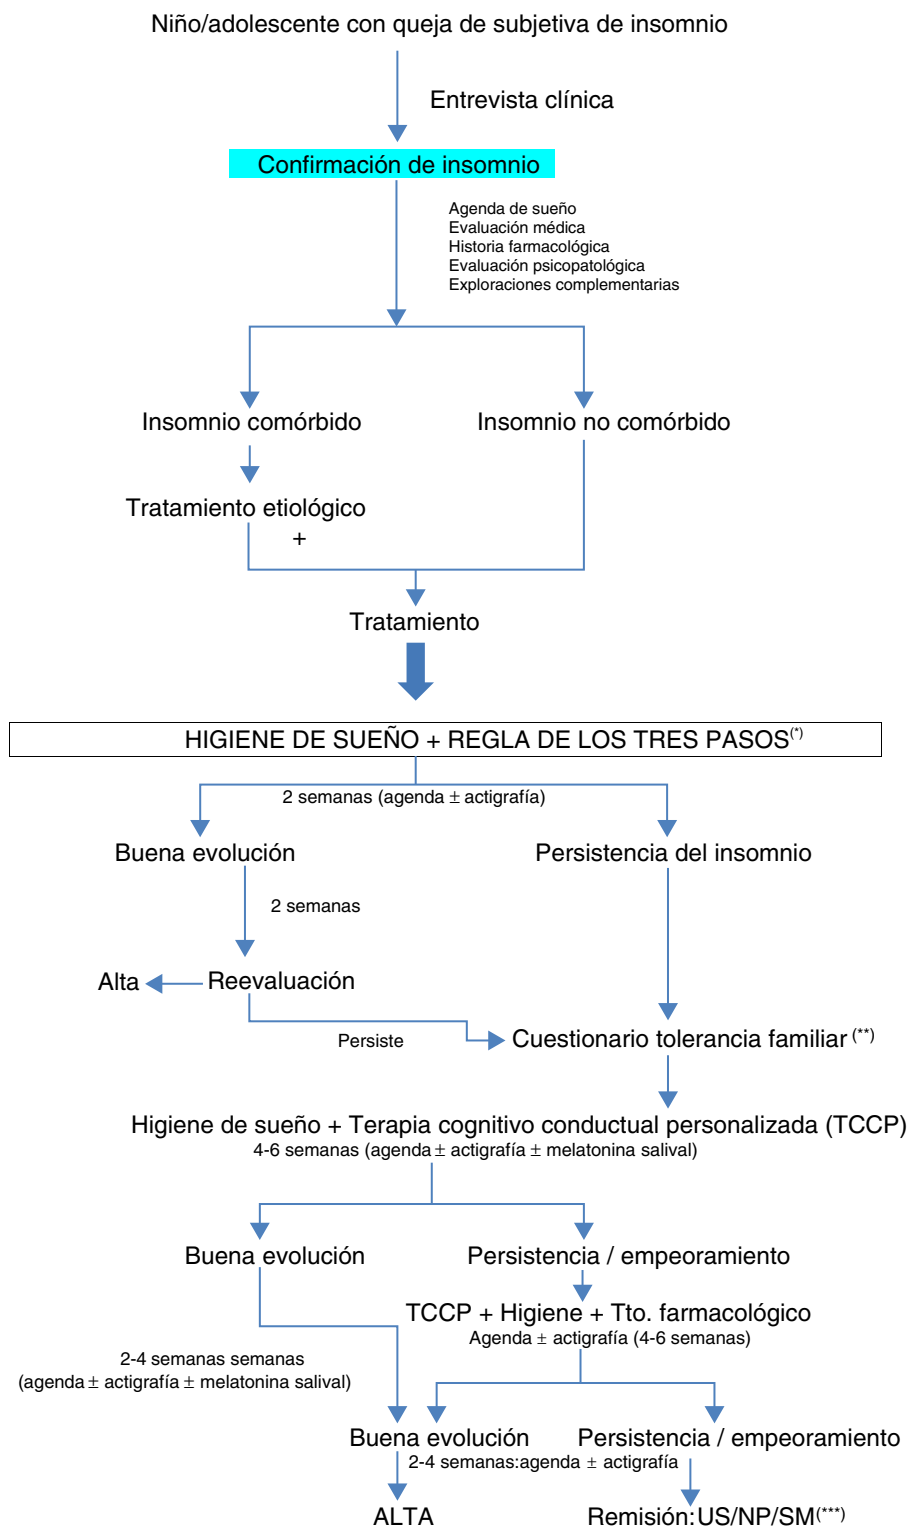 Niño/adolescente con queja de subjetiva de insomnio
Entrevista clínica
Confirmación de insomnio
Agenda de sueño
Evaluación médica
Historia farmacológica
Evaluación psicopatológica
Exploraciones complementarias
Insomnio comórbido
Insomnio no comórbido
Tratamiento etiológico
+
Tratamiento
HIGIENE DE SUEÑO + REGLA DE LOS TRES PASOS(*)
2 semanas (agenda ± actigrafía)
Buena evolución
Persistencia del insomnio
2 semanas
Alta
Reevaluación
Persiste
Cuestionario tolerancia familiar (**)
Higiene de sueño + Terapia cognitivo conductual personalizada (TCCP)
4-6 semanas (agenda ± actigrafía ± melatonina salival)
Buena evolución
Persistencia / empeoramiento
TCCP + Higiene + Tto. farmacológico
Agenda ± actigrafía (4-6 semanas)
2-4 semanas semanas
(agenda ± actigrafía ± melatonina salival)
Buena evolución
Persistencia / empeoramiento
2-4 semanas:agenda ± actigrafía
ALTA
Remisión:US/NP/SM(***)